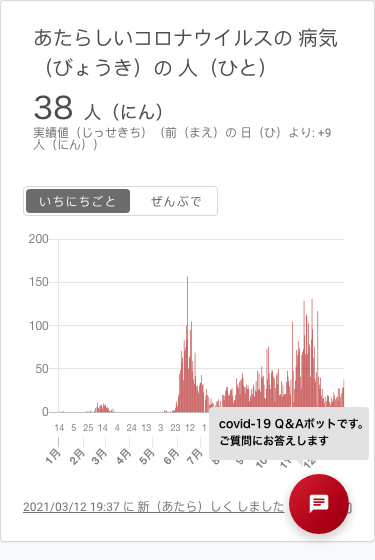 あたらしいコロナウイルスの 病気
（びょうき）の 人（ひと）
38 人（にん）
実績値（じっせきち）（前（まえ）の 日（ひ）より: +9
人（にん））
いちにちごと ぜんぶで
200
150
100
50
0
14 5 25 14 4 24 13 3 23 12 1
1月 2月 3月 4月 5月 6月 7月
covid-19 Q&Aボットです。
ご質問にお答えします
2021/03/12 19:37 に 新（あたら）しく しました